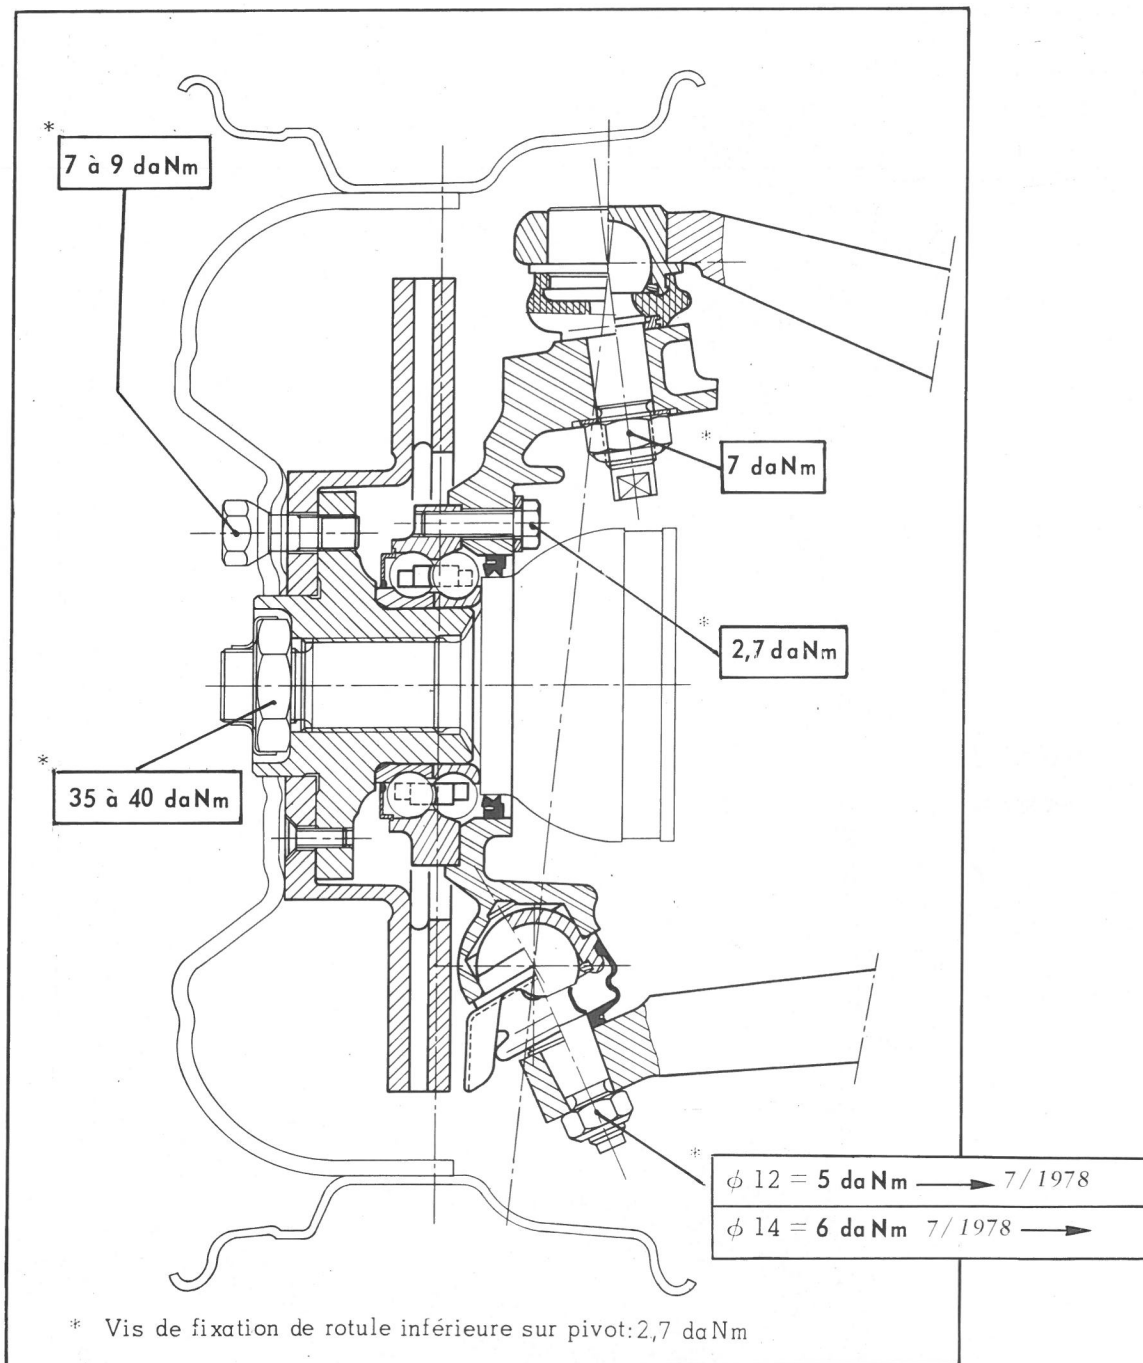 *
7 à 9 daNm
*
7 daNm
*
2,7 daNm
*
35 à 40 daNm
*
ϕ 12 = 5 daNm ⟶ 7/1978
ϕ 14 = 6 daNm 7/1978 ⟶
* Vis de fixation de rotule inférieure sur pivot: 2,7 daNm